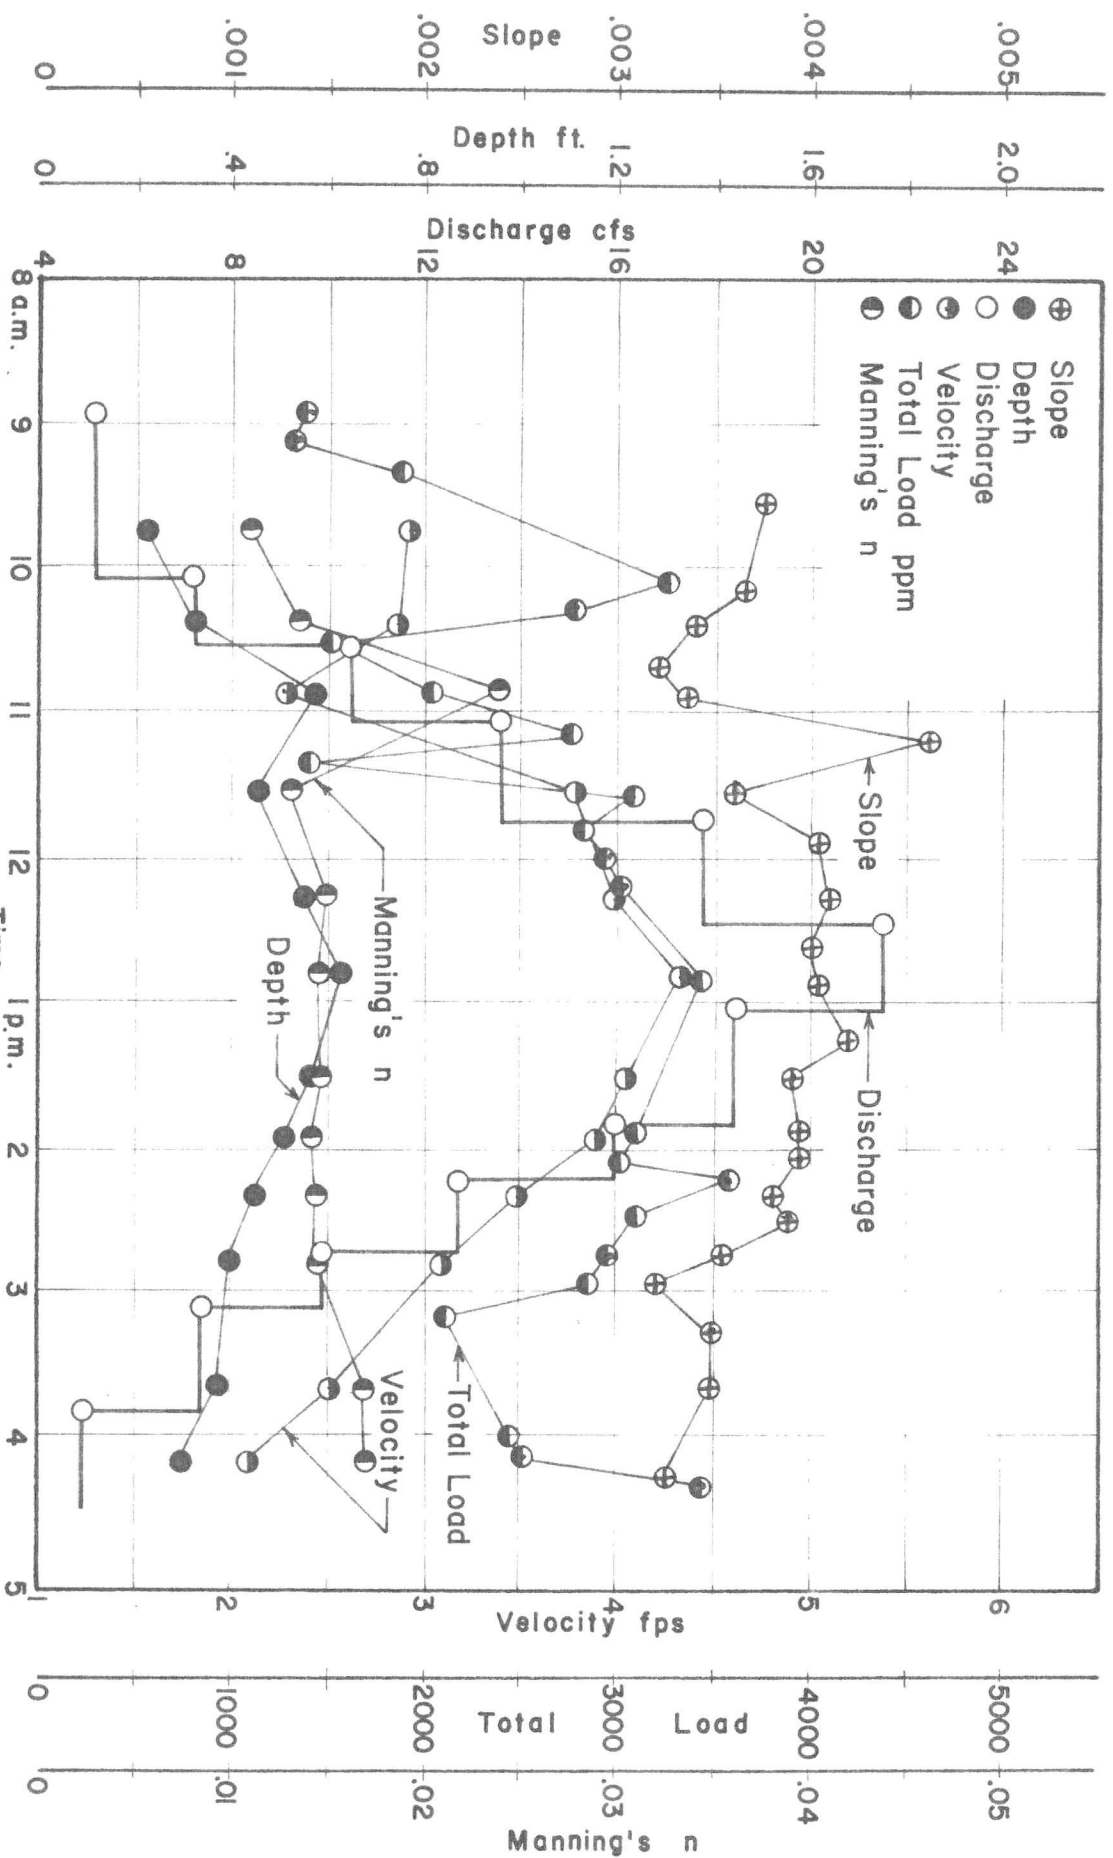 Slope
0
.001
.002
.003
.004
.005
Depth ft.
0
.4
.8
1.2
1.6
2.0
Discharge cfs
4
8
12
16
20
24
Slope
Depth
Discharge
Velocity
Total Load ppm
Manning's n
Slope
Discharge
Manning's n
Depth
Velocity
Total Load
8 a.m.
9
10
11
12
1 p.m.
2
3
4
5
1
2
3
4
5
6
Velocity fps
0
1000
2000
3000
4000
5000
Total Load
0
.01
.02
.03
.04
.05
Manning's n